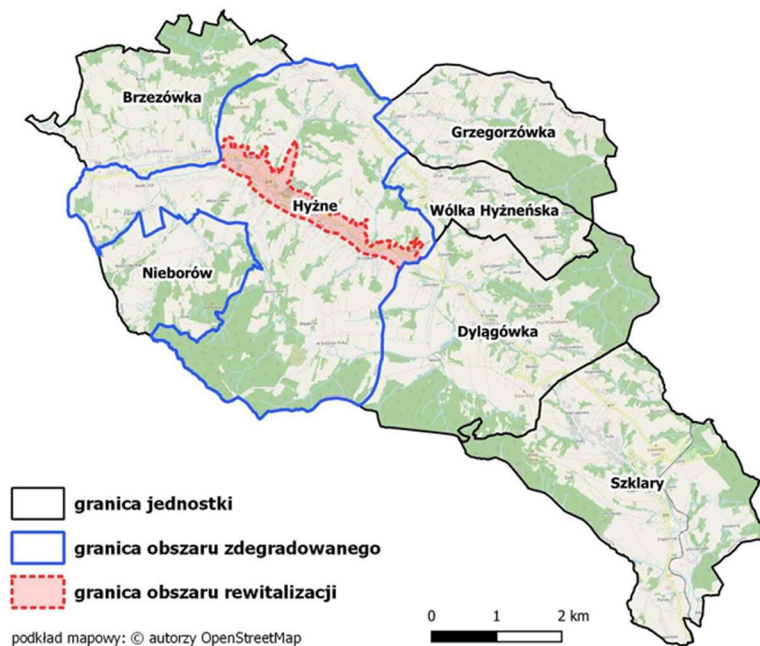 Brzezówka
Grzegorzówka
Hyżne
Wólka Hyżneńska
Nieborów
Dylągówka
Szklary
granica jednostki
granica obszaru zdegradowanego
granica obszaru rewitalizacji
0 1 2 km
podkład mapowy: © autorzy OpenStreetMap